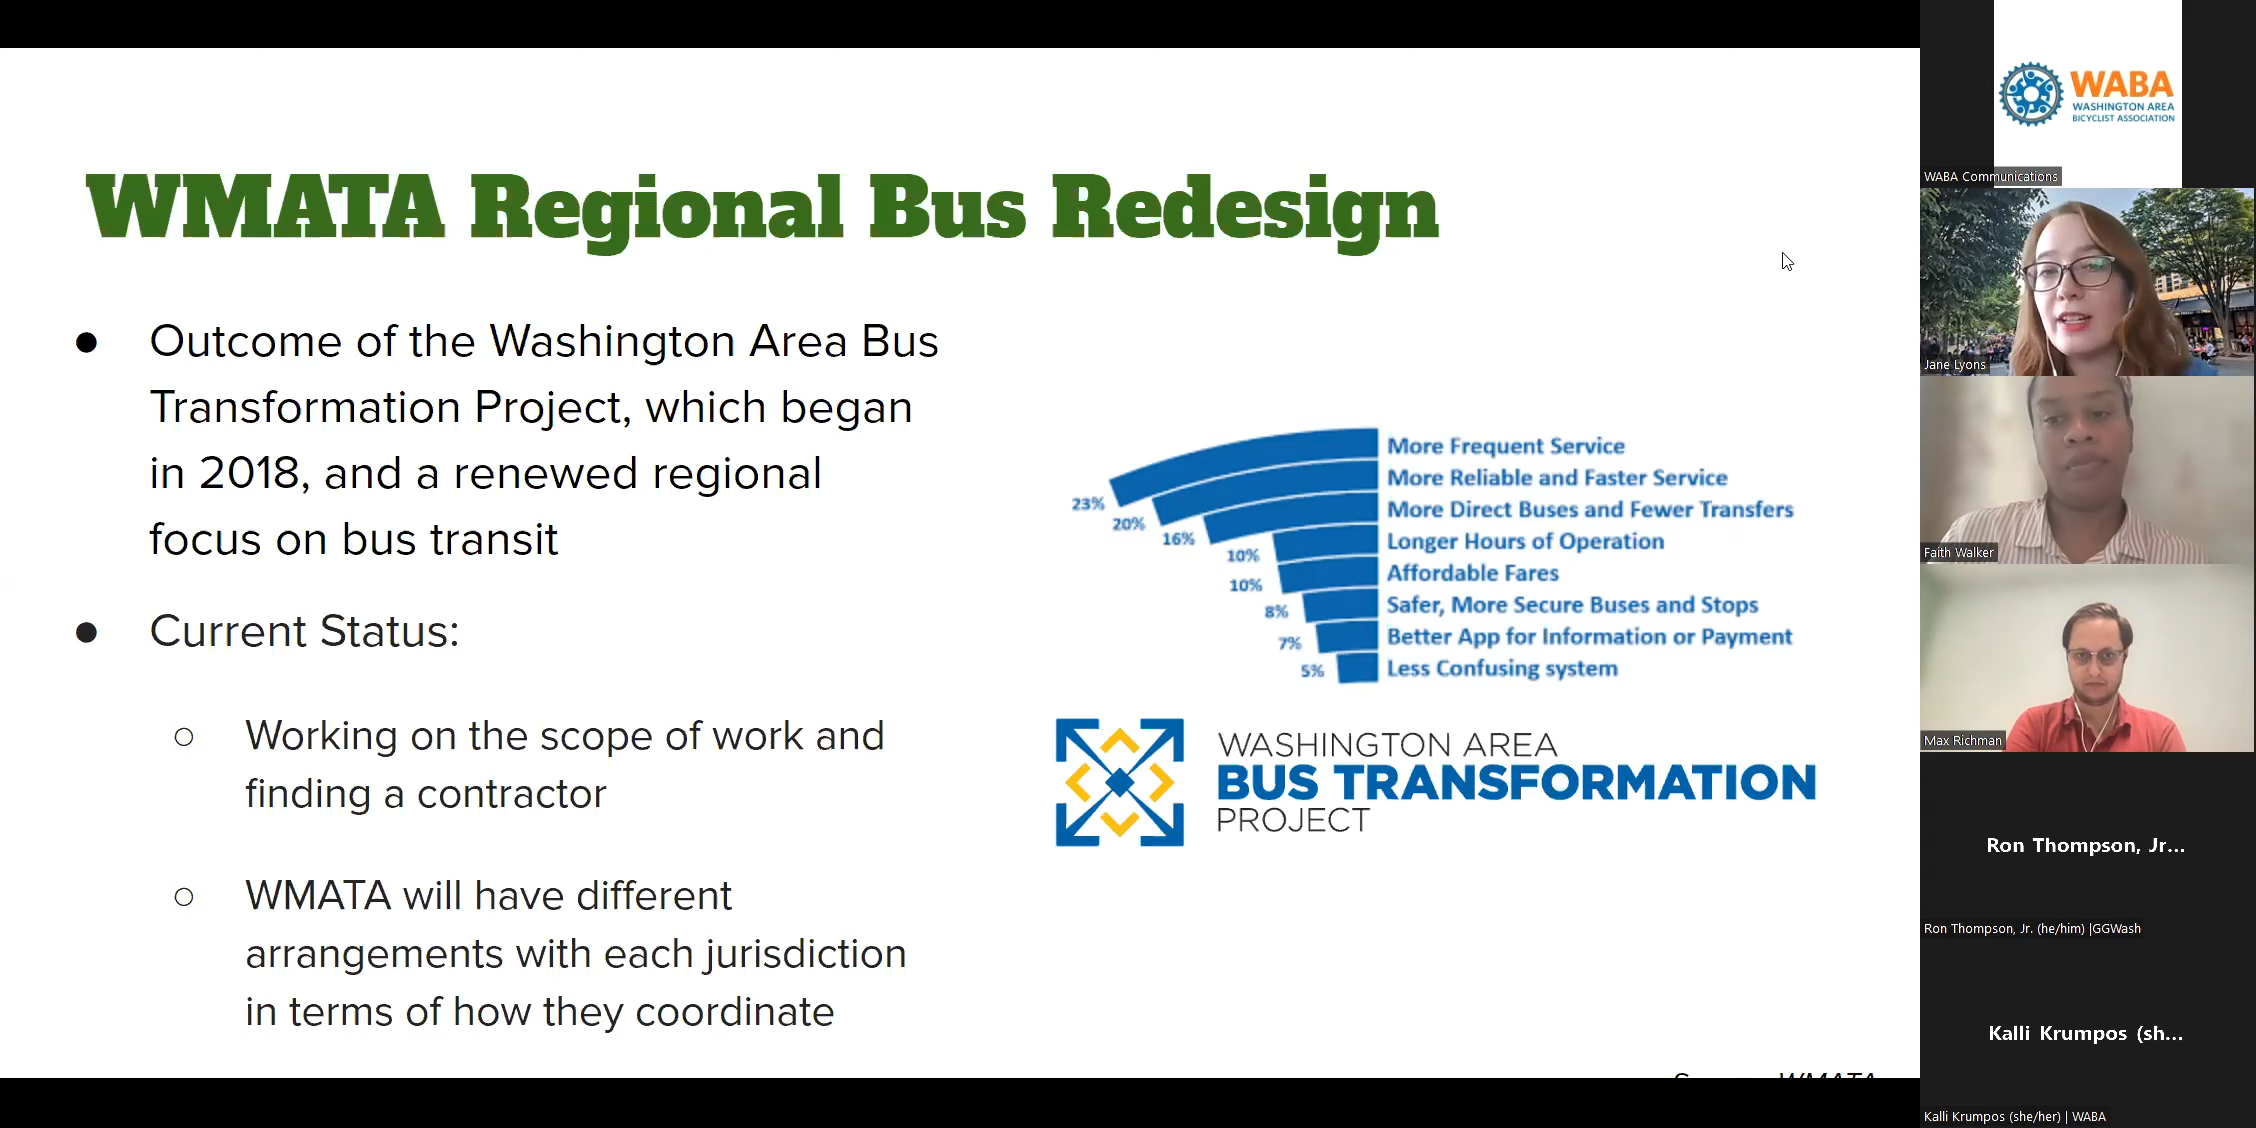 WMATA Regional Bus Redesign
● Outcome of the Washington Area Bus
Transformation Project, which began
in 2018, and a renewed regional
focus on bus transit
● Current Status:
○ Working on the scope of work and
finding a contractor
○ WMATA will have different
arrangements with each jurisdiction
in terms of how they coordinate
23% More Frequent Service
20% More Reliable and Faster Service
16% More Direct Buses and Fewer Transfers
10% Longer Hours of Operation
10% Affordable Fares
8% Safer, More Secure Buses and Stops
7% Better App for Information or Payment
5% Less Confusing system
WASHINGTON AREA
BUS TRANSFORMATION
PROJECT
WMATA
WABA
WASHINGTON AREA
BICYCLIST ASSOCIATION
WABA Communications
Jane Lyons
Faith Walker
Max Richman
Ron Thompson, Jr...
Ron Thompson, Jr. (he/him) |GGWash
Kalli Krumpos (sh...
Kalli Krumpos (she/her) | WABA